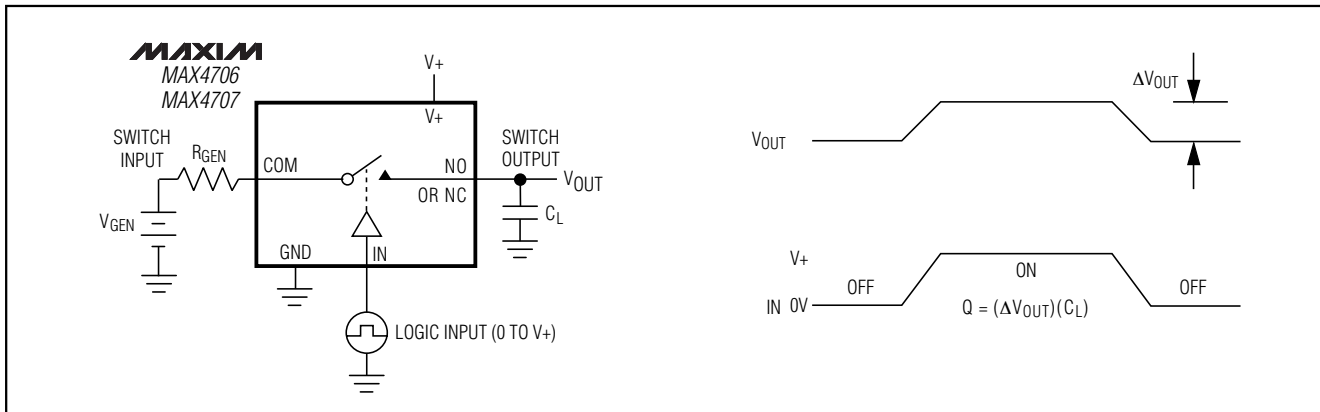 MAXIM
MAX4706
MAX4707
V+
V+
SWITCH
INPUT
RGEN
COM
NO
OR NC
SWITCH
OUTPUT
VOUT
CL
VGEN
GND
IN
LOGIC INPUT (0 TO V+)
ΔVOUT
VOUT
V+
OFF
ON
OFF
IN 0V
Q = (ΔVOUT)(CL)